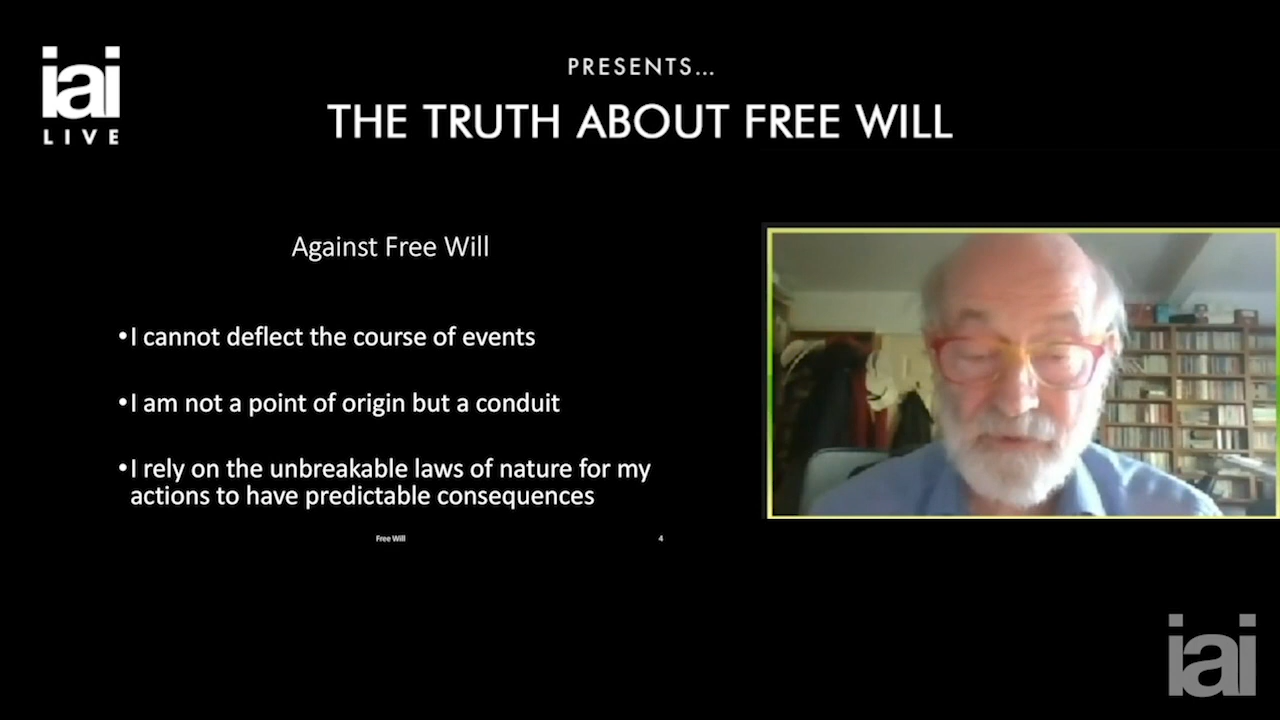 iai
LIVE
PRESENTS...
THE TRUTH ABOUT FREE WILL
Against Free Will
•I cannot deflect the course of events
•I am not a point of origin but a conduit
•I rely on the unbreakable laws of nature for my
actions to have predictable consequences
Free Will
4
iai